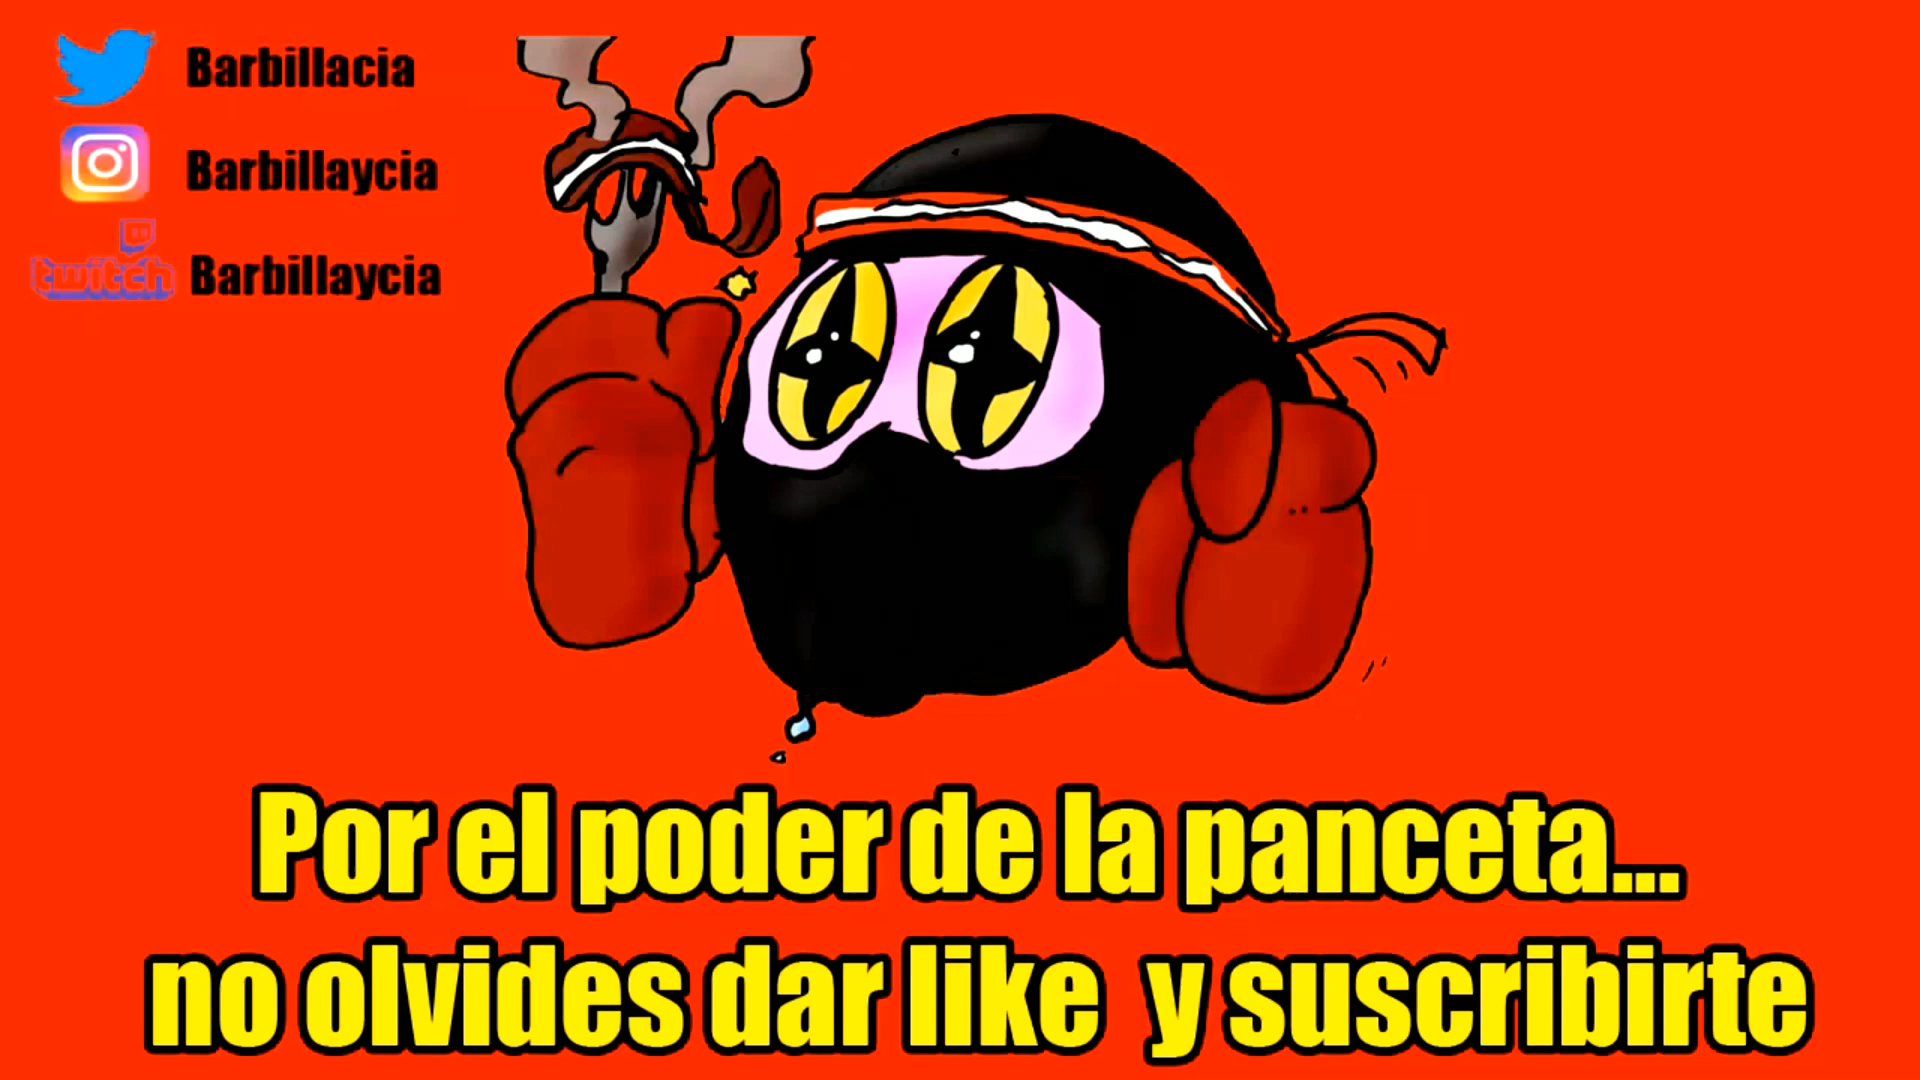 Barbillacia
Barbillaycia
twitch Barbillaycia
Por el poder de la panceta...
no olvides dar like y suscribirte